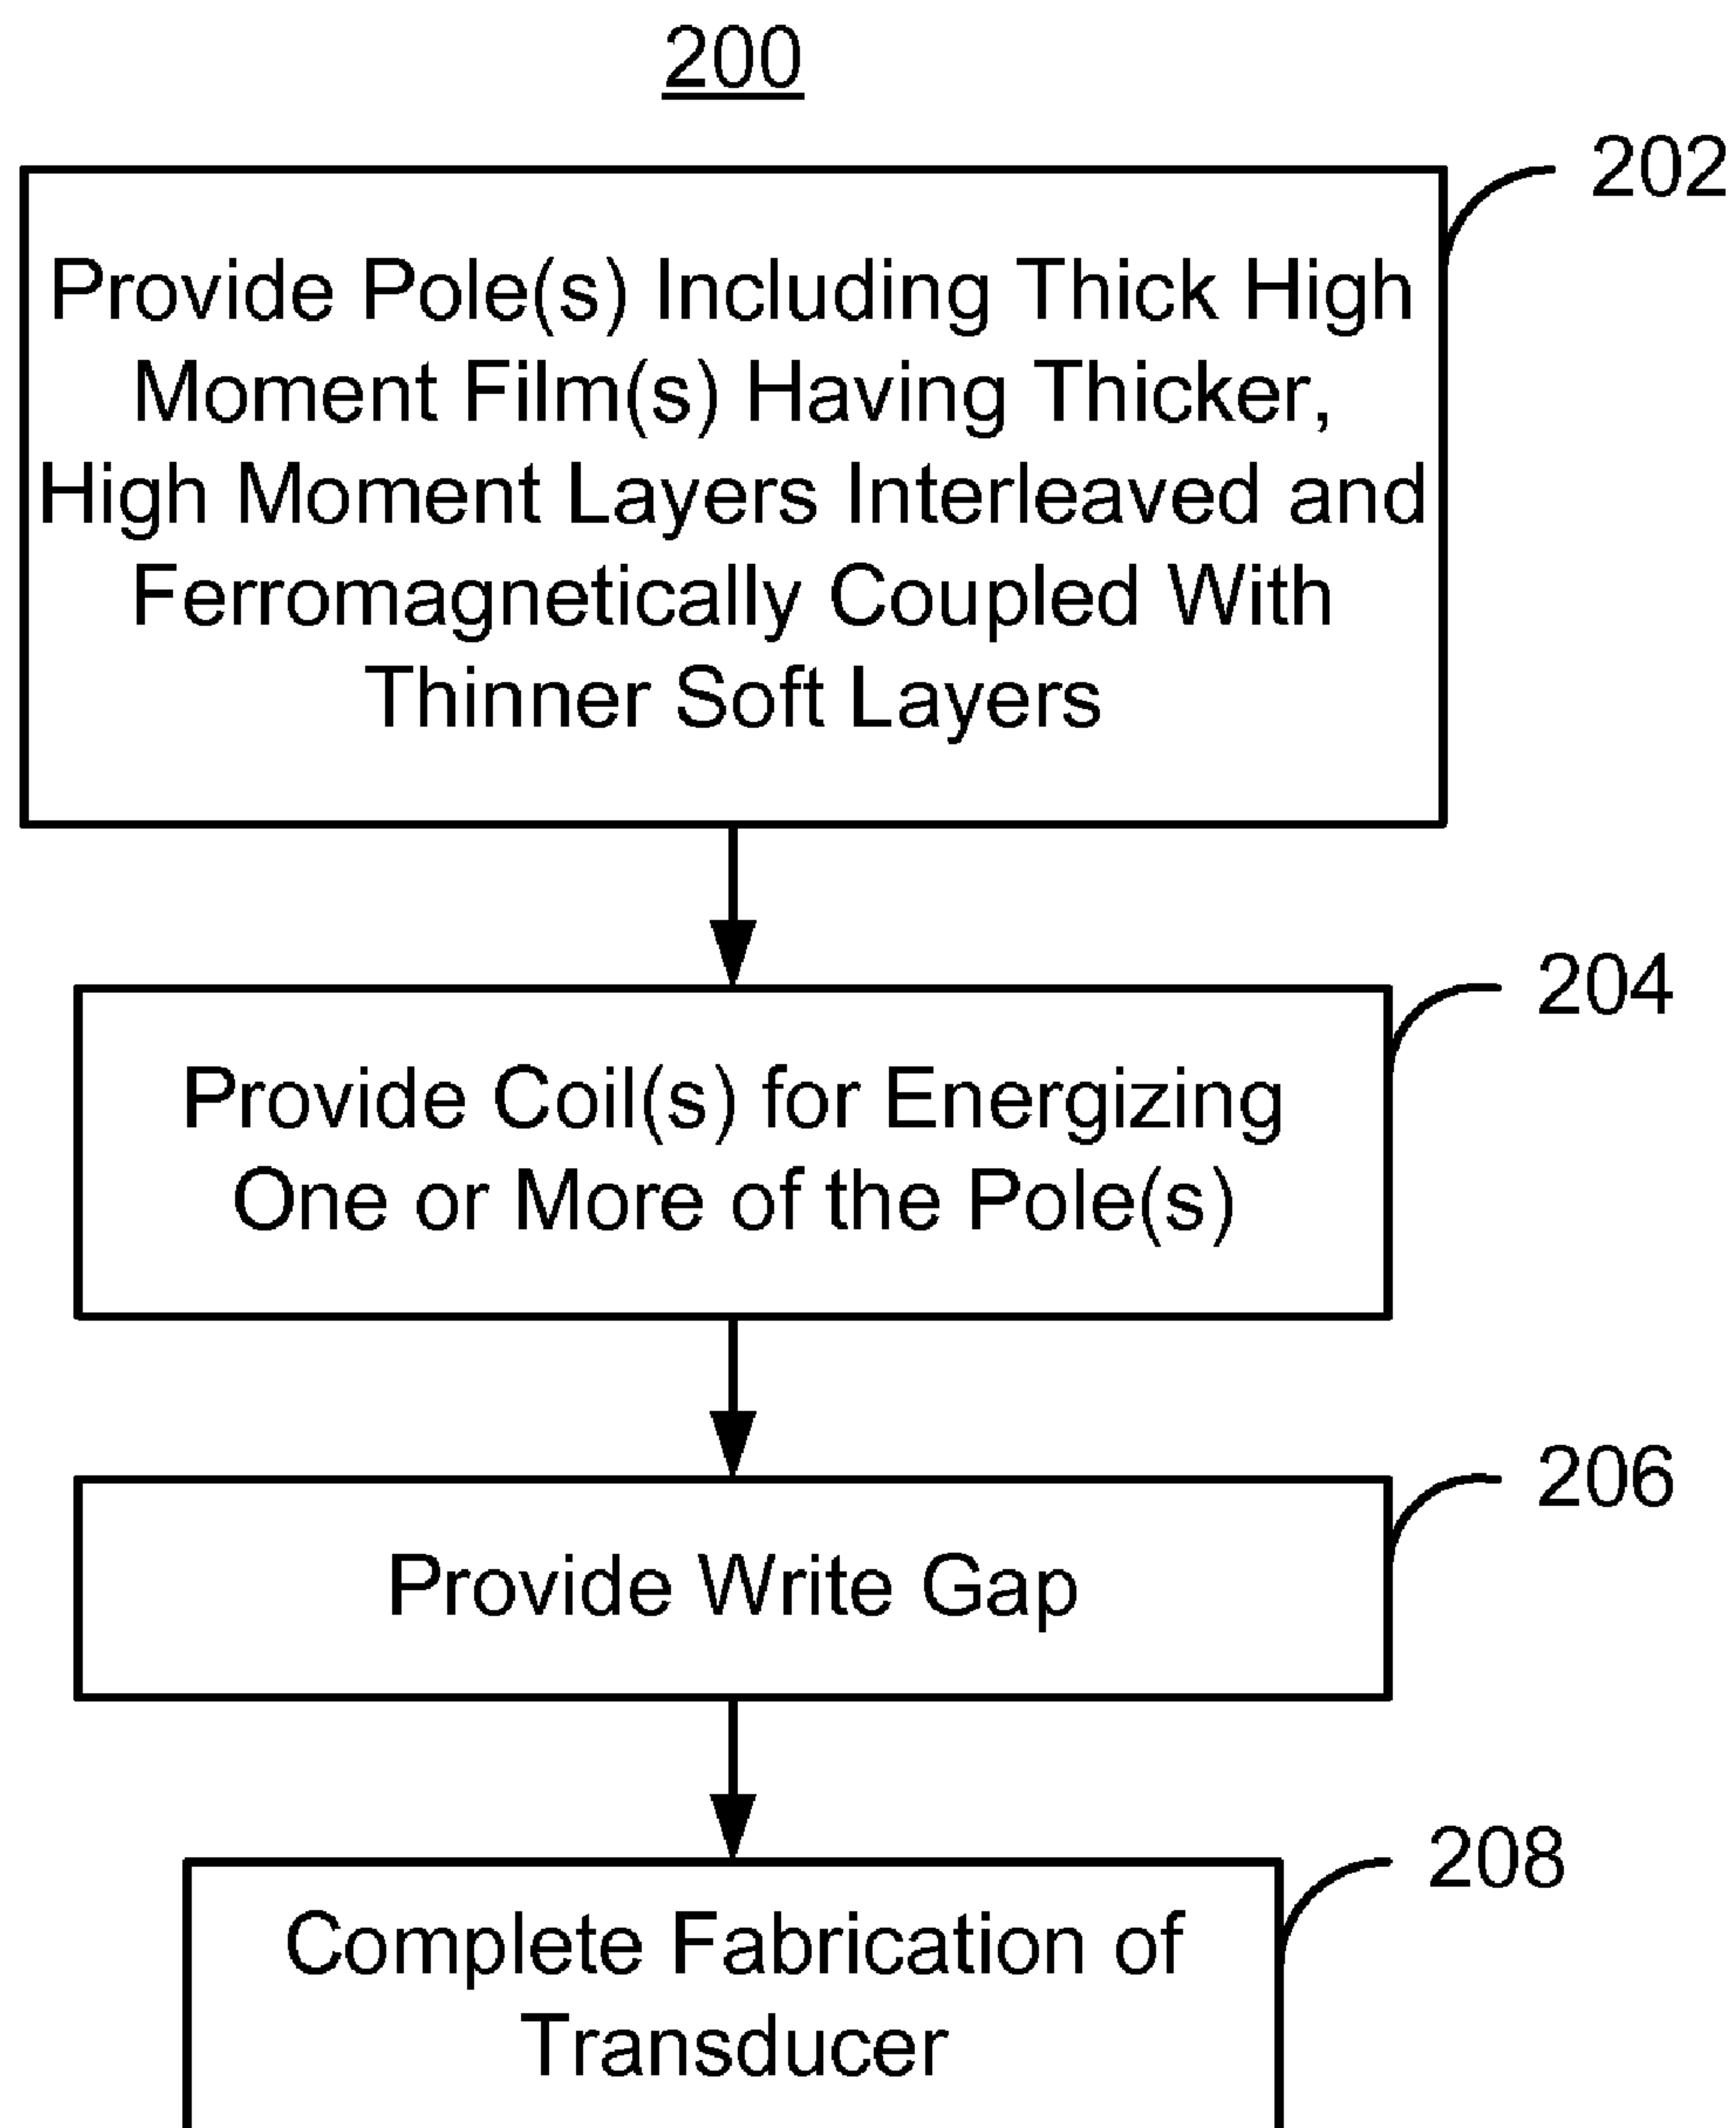 200
202
Provide Pole(s) Including Thick High
Moment Film(s) Having Thicker,
High Moment Layers Interleaved and
Ferromagnetically Coupled With
Thinner Soft Layers
204
Provide Coil(s) for Energizing
One or More of the Pole(s)
206
Provide Write Gap
208
Complete Fabrication of
Transducer